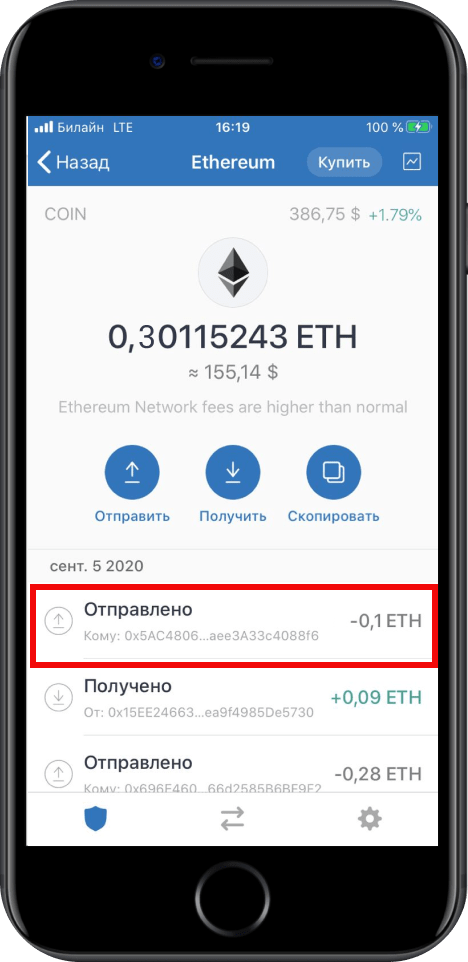 Билайн LTE 16:19 100 %
Назад Ethereum Купить
COIN 386,75 $ +1.79%
0,30115243 ETH
≈ 155,14 $
Ethereum Network fees are higher than normal
Отправить Получить Скопировать
сент. 5 2020
Отправлено -0,1 ETH
Кому: 0x5AC4806...aee3A33c4088f6
Получено +0,09 ETH
От: 0x15EE24663...ea9f4985De5730
Отправлено -0,28 ETH
Кому: 0x696E460...66d2585B6BF9F2